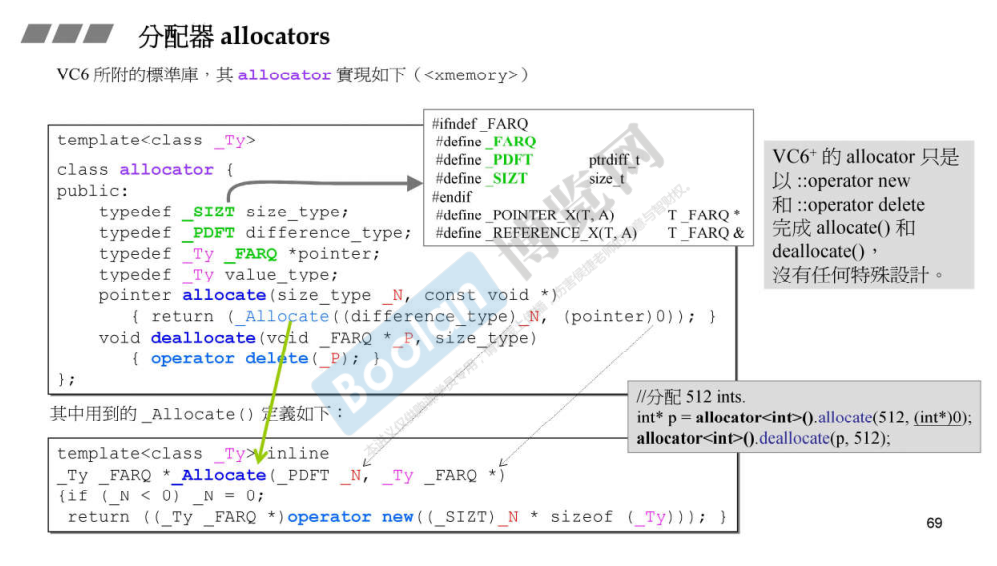 分配器 allocators
VC6 所附的標準庫，其 allocator 實現如下（<xmemory>）
template<class _Ty>
class allocator {
public:
typedef _SIZT size_type;
typedef _PDFT difference_type;
typedef _Ty _FARQ *pointer;
typedef _Ty value_type;
pointer allocate(size_type _N, const void *)
{ return (_Allocate((difference_type)_N, (pointer)0)); }
void deallocate(void _FARQ *_P, size_type)
{ operator delete(_P); }
};
#ifndef _FARQ
#define _FARQ
#define _PDFT ptrdiff_t
#define _SIZT size_t
#endif
#define _POINTER_X(T, A) T _FARQ *
#define _REFERENCE_X(T, A) T _FARQ &
VC6+ 的 allocator 只是
以 ::operator new
和 ::operator delete
完成 allocate() 和
deallocate()，
沒有任何特殊設計。
其中用到的 _Allocate() 定義如下：
//分配 512 ints.
int* p = allocator<int>().allocate(512, (int*)0);
allocator<int>().deallocate(p, 512);
template<class _Ty> inline
_Ty _FARQ *_Allocate(_PDFT _N, _Ty _FARQ *)
{if (_N < 0) _N = 0;
return ((_Ty _FARQ *)operator new((_SIZT)_N * sizeof (_Ty))); }
Boolan
博览网
69